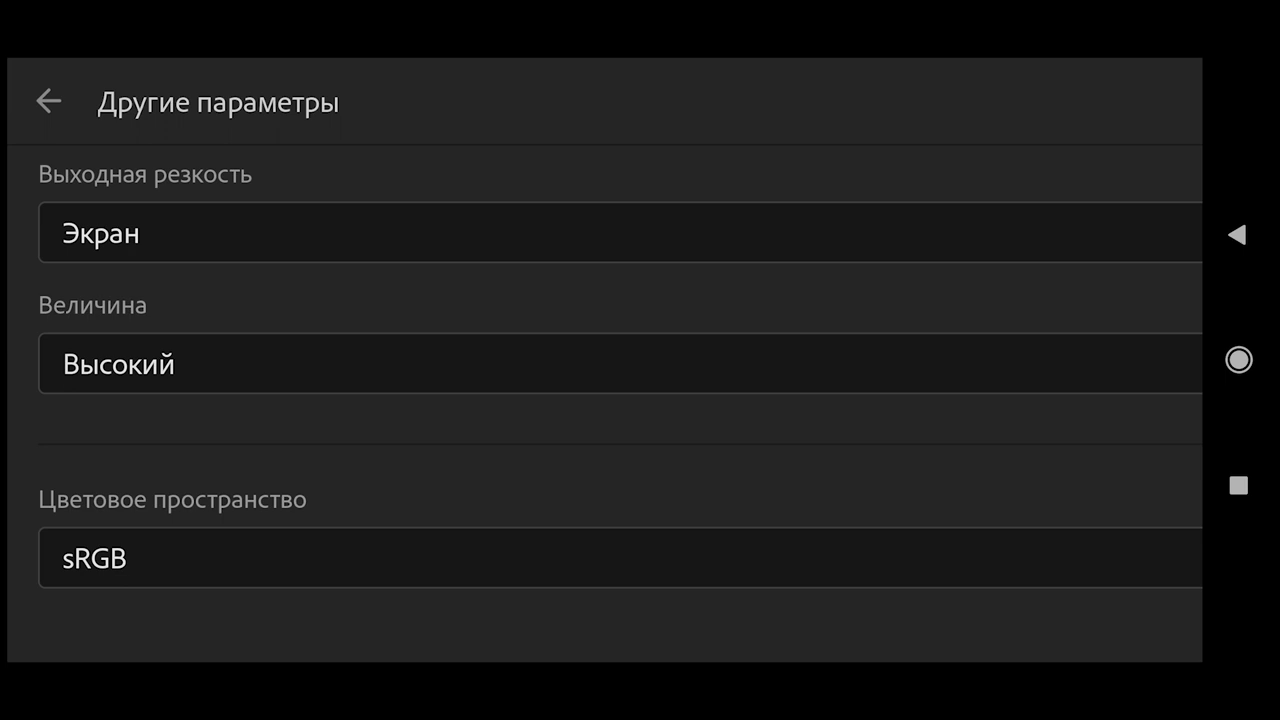 Другие параметры
Выходная резкость
Экран
Величина
Высокий
Цветовое пространство
sRGB